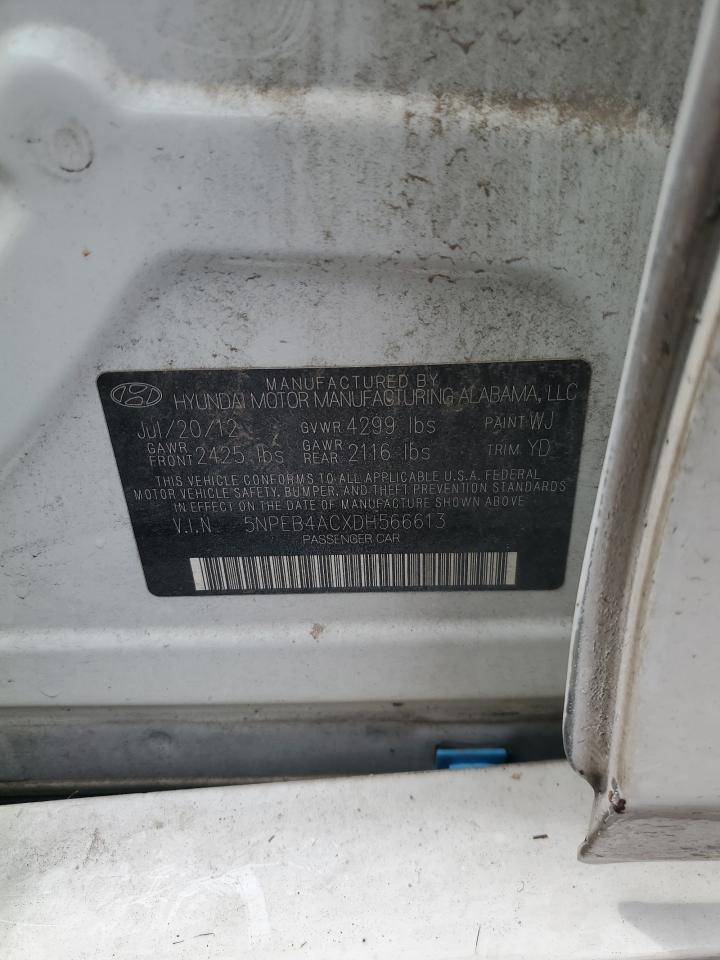 MANUFACTURED BY
HYUNDAI MOTOR MANUFACTURING ALABAMA, LLC
JUl/20/12 GVWR 4299 lbs PAINT WJ
GAWR FRONT 2425 lbs GAWR REAR 2116 lbs TRIM YD
THIS VEHICLE CONFORMS TO ALL APPLICABLE U.S.A. FEDERAL
MOTOR VEHICLE SAFETY, BUMPER, AND THEFT PREVENTION STANDARDS
IN EFFECT ON THE DATE OF MANUFACTURE SHOWN ABOVE
V.I.N. 5NPEB4ACXDH566613
PASSENGER CAR